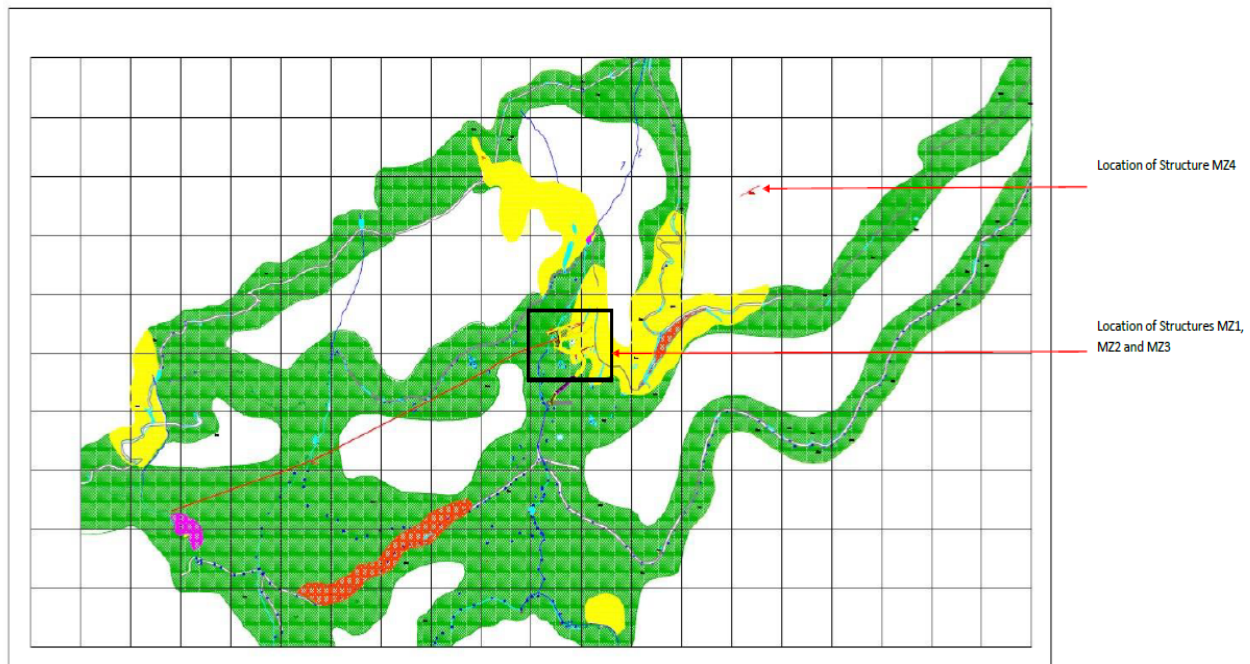 Location of Structure MZ4
Location of Structures MZ1,
MZ2 and MZ3